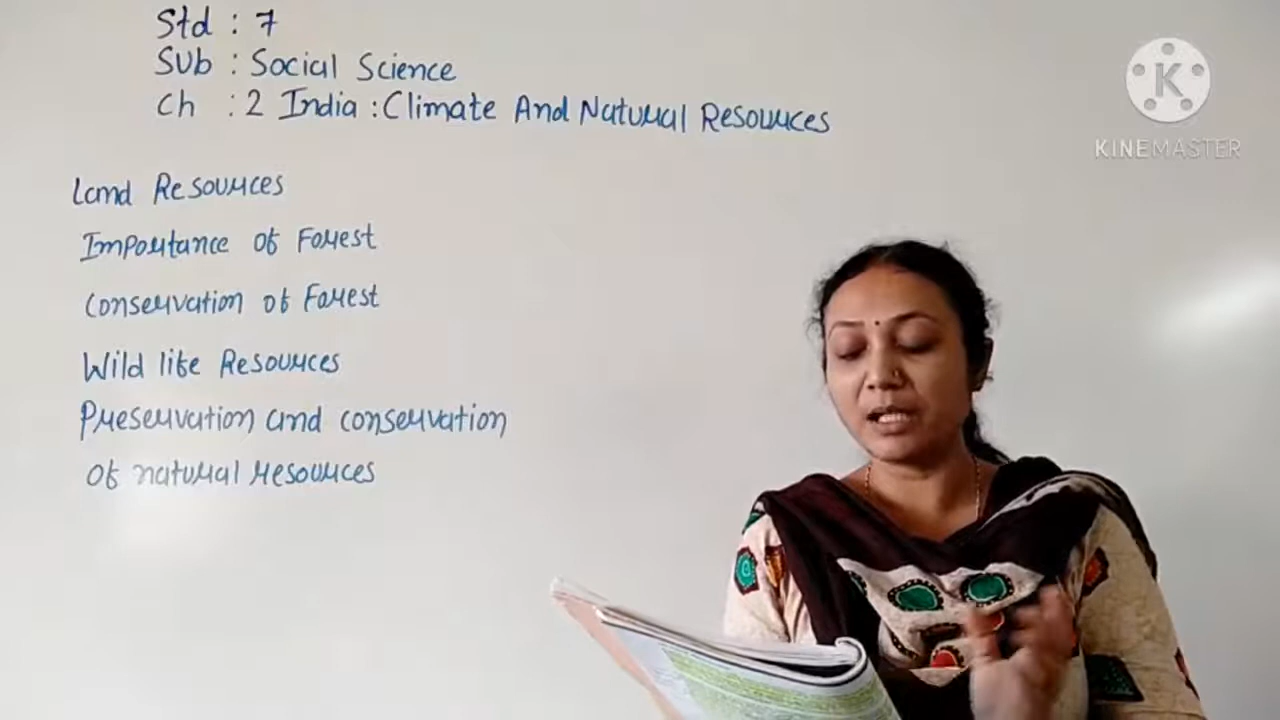 Std : 7
Sub : Social Science
Ch : 2 India : Climate And Natural Resources
Land Resources
Importance of Forest
Conservation of Forest
Wild life Resources
Preservation and conservation
of natural resources
K
KINEMASTER